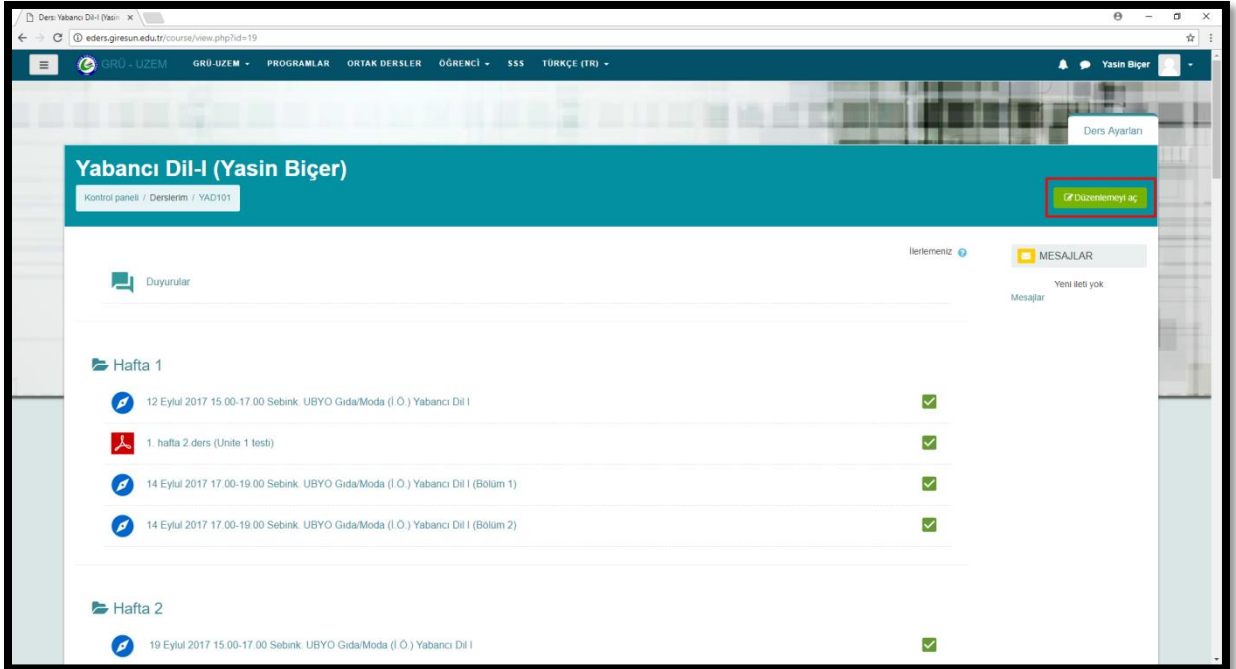 Ders: Yabancı Dil-I (Yasin
eders.giresun.edu.tr/course/view.php?id=19
GRÜ - UZEM GRÜ-UZEM PROGRAMLAR ORTAK DERSLER ÖĞRENCİ SSS TÜRKÇE (TR) Yasin Biçer
Ders Ayarları
Yabancı Dil-I (Yasin Biçer)
Kontrol paneli / Derslerim / YAD101
Düzenlemeyi aç
İlerlemeniz
MESAJLAR
Duyurular
Yeni ileti yok
Mesajlar
Hafta 1
12 Eylul 2017 15.00-17.00 Sebink. UBYO Gıda/Moda (İ.Ö.) Yabancı Dil I
1. hafta 2.ders (Unite 1 testi)
14 Eylul 2017 17.00-19.00 Sebink. UBYO Gıda/Moda (İ.Ö.) Yabancı Dil I (Bölüm 1)
14 Eylul 2017 17.00-19.00 Sebink. UBYO Gıda/Moda (İ.Ö.) Yabancı Dil I (Bölüm 2)
Hafta 2
19 Eylul 2017 15.00-17.00 Sebink. UBYO Gıda/Moda (İ.Ö.) Yabancı Dil I